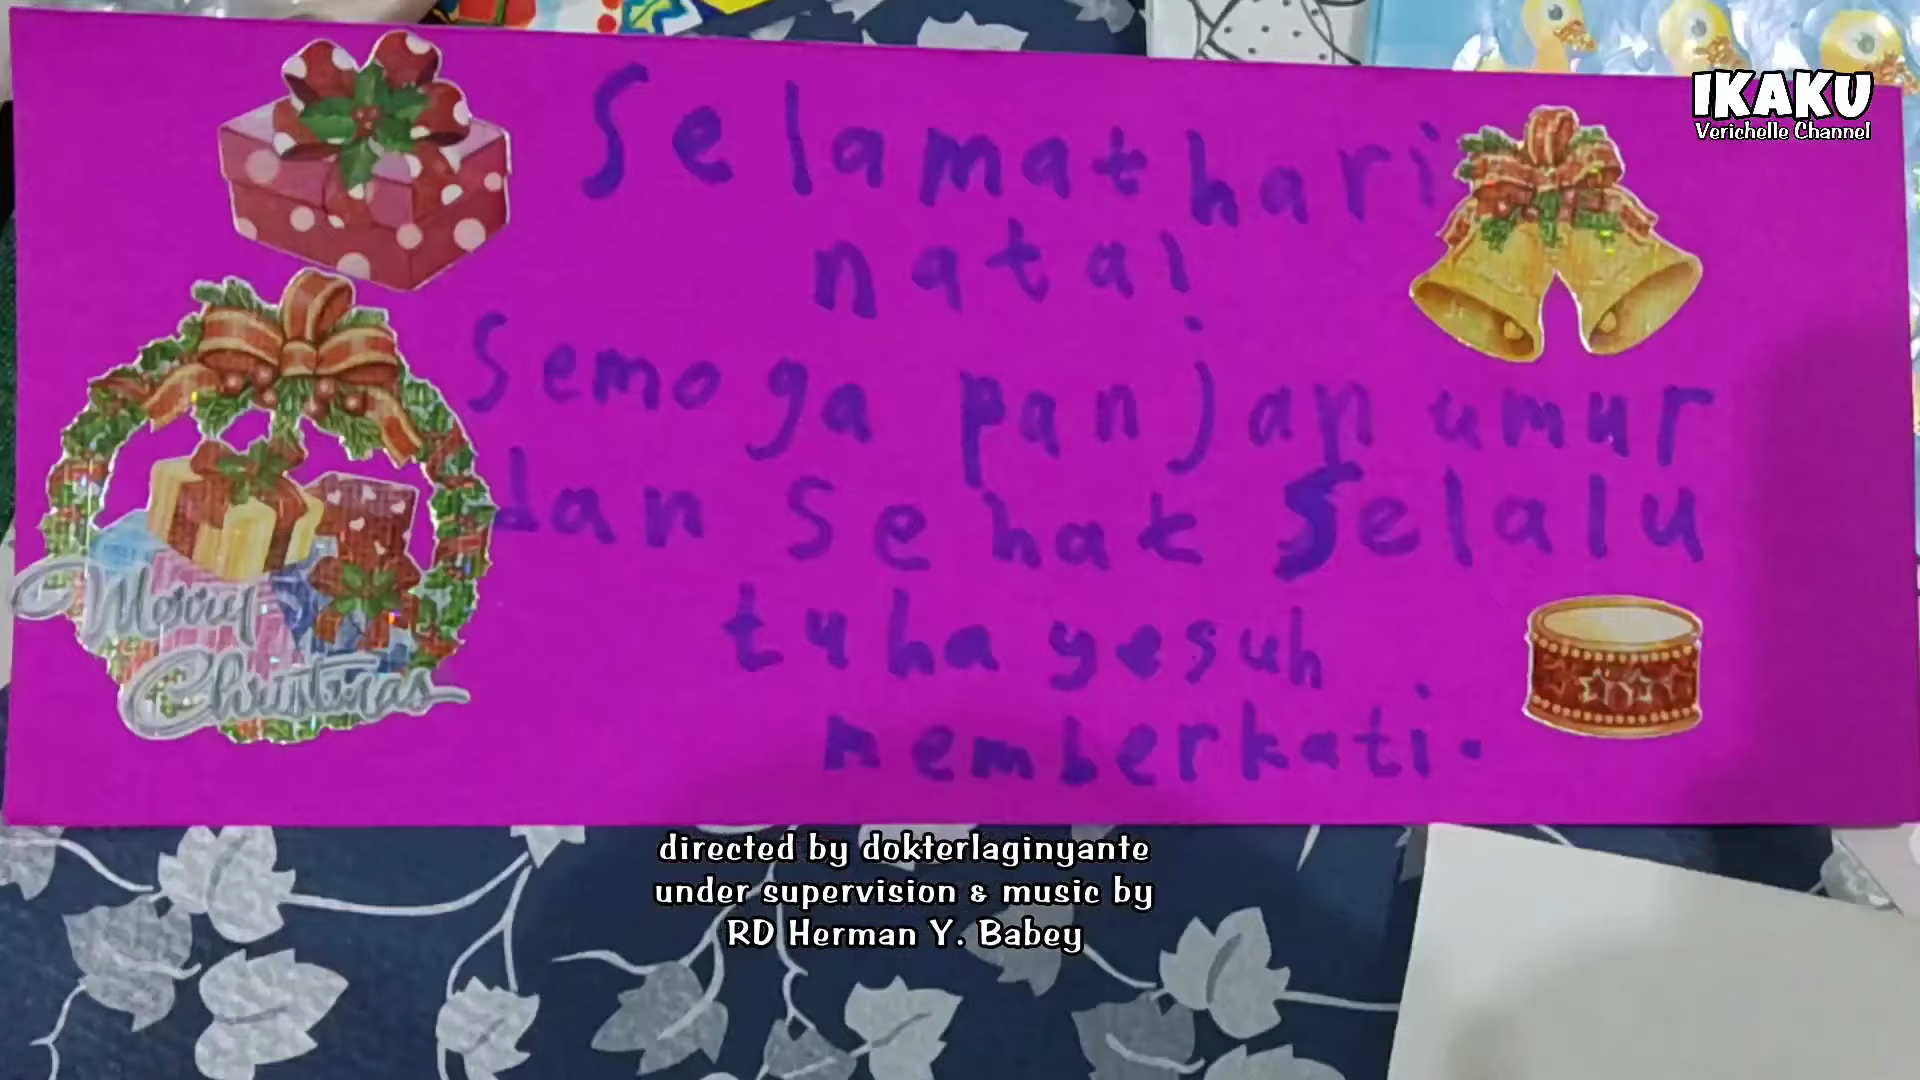 IKAKU
Verichelle Channel
Selamat hari
natal
Semoga panjan umur
dan sehat selalu
tuha yesuh
memberkati.
Merry
Christmas
directed by dokterlaginyante
under supervision & music by
RD Herman Y. Babey